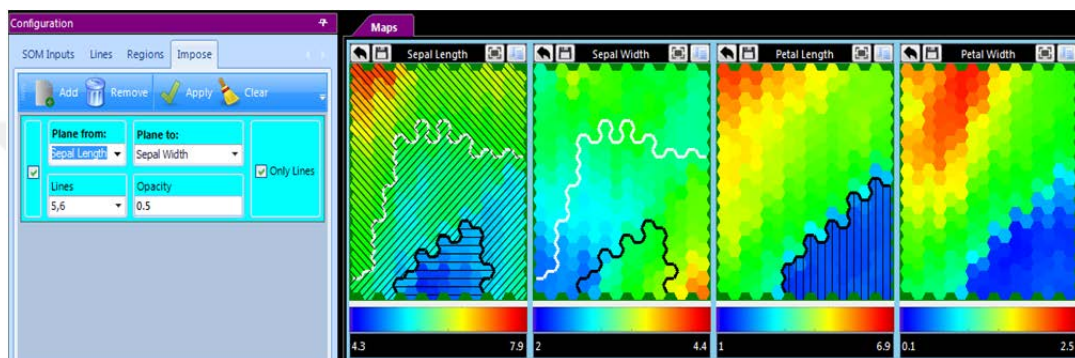 Configuration
SOM Inputs Lines Regions Impose
Add Remove Apply Clear
Plane from: Plane to:
Sepal Length Sepal Width
Only Lines
Lines Opacity
5,6 0.5
Maps
Sepal Length Sepal Width Petal Length Petal Width
4.3 7.9 2 4.4 1 6.9 0.1 2.5